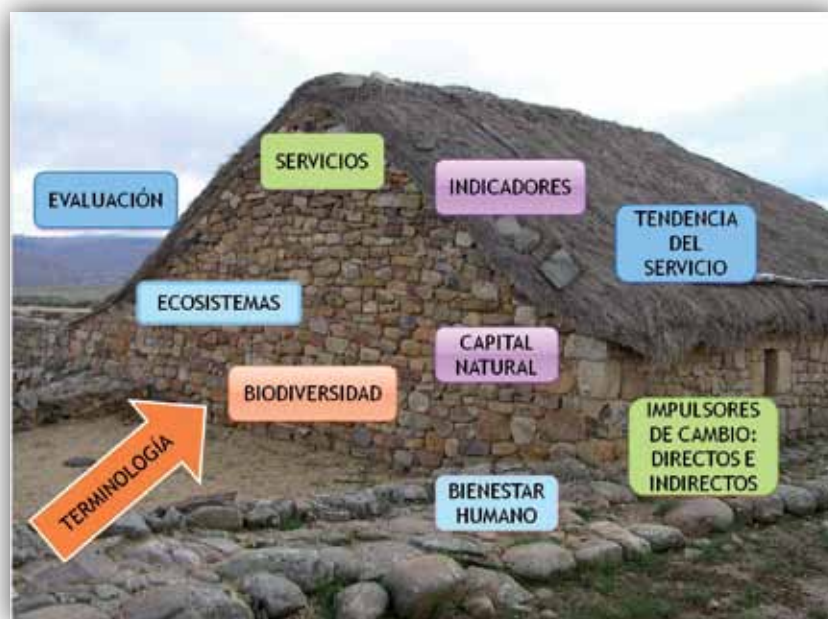 SERVICIOS
INDICADORES
EVALUACIÓN
TENDENCIA
DEL
SERVICIO
ECOSISTEMAS
CAPITAL
NATURAL
BIODIVERSIDAD
IMPULSORES
DE CAMBIO:
DIRECTOS E
INDIRECTOS
TERMINOLOGÍA
BIENESTAR
HUMANO